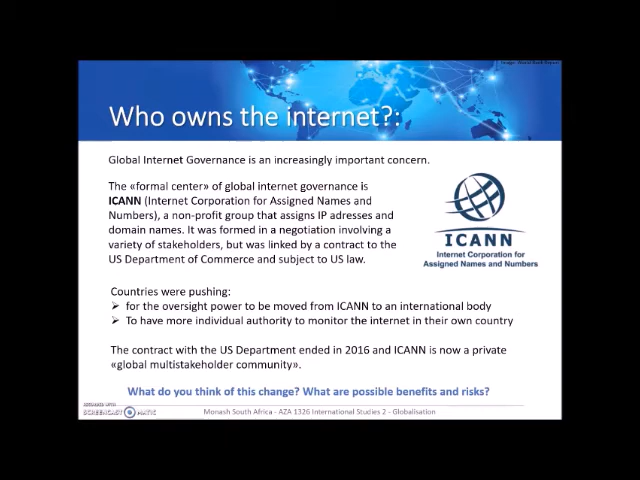 Who owns the internet?:
Global Internet Governance is an increasingly important concern.
The «formal center» of global internet governance is
ICANN (Internet Corporation for Assigned Names and
Numbers), a non-profit group that assigns IP adresses and
domain names. It was formed in a negotiation involving a
variety of stakeholders, but was linked by a contract to the
US Department of Commerce and subject to US law.
ICANN
Internet Corporation for
Assigned Names and Numbers
Countries were pushing:
➢ for the oversight power to be moved from ICANN to an international body
➢ To have more individual authority to monitor the internet in their own country
The contract with the US Department ended in 2016 and ICANN is now a private
«global multistakeholder community».
What do you think of this change? What are possible benefits and risks?
RECORDED WITH
SCREENCAST MATIC
Monash South Africa - AZA 1326 International Studies 2 - Globalisation